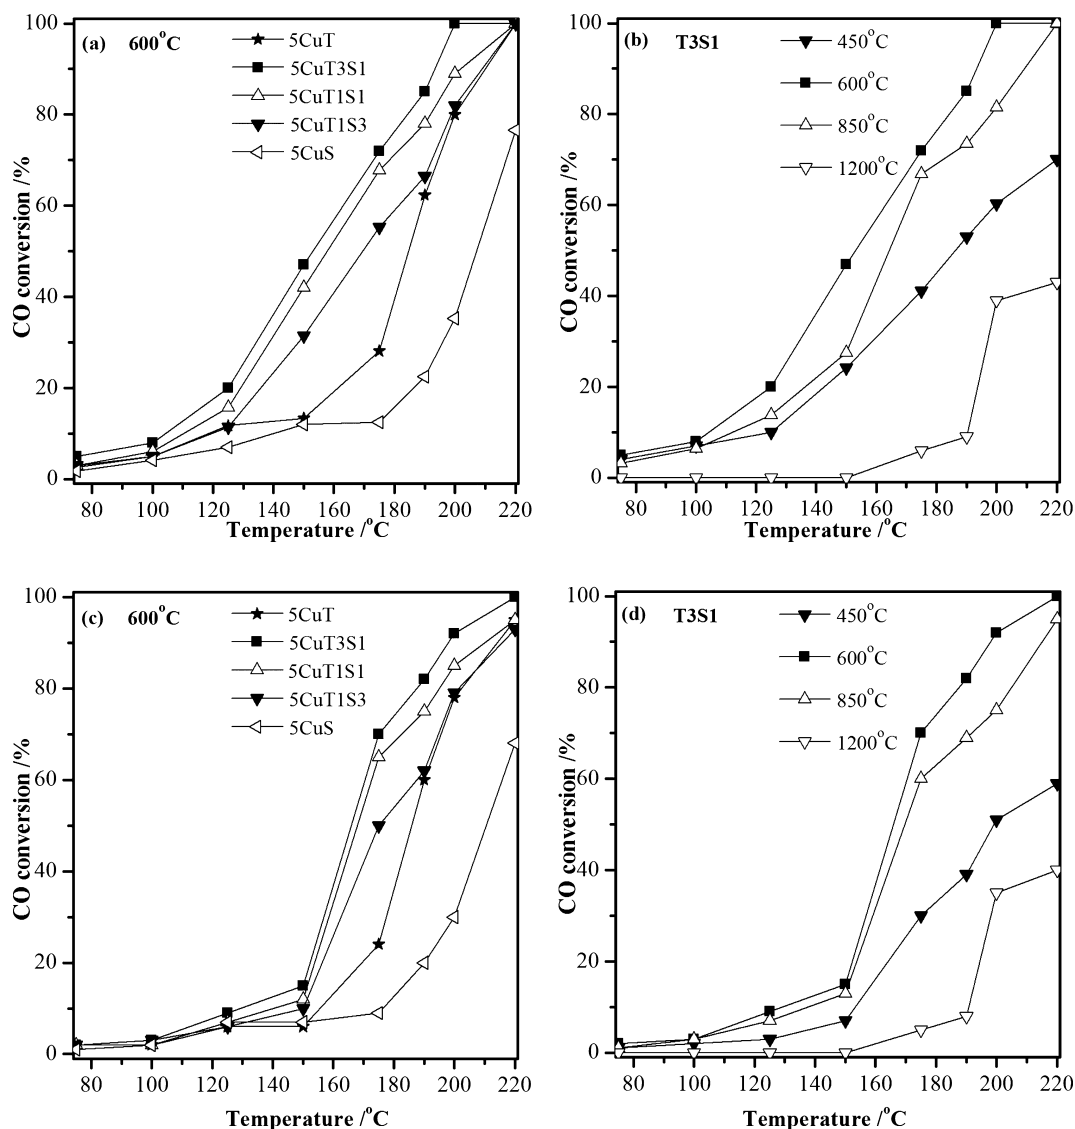 (a) 600°C
5CuT
5CuT3S1
5CuT1S1
5CuT1S3
5CuS
CO conversion /%
100
80
60
40
20
0
80 100 120 140 160 180 200 220
Temperature /°C
(b) T3S1
450°C
600°C
850°C
1200°C
CO conversion /%
100
80
60
40
20
0
80 100 120 140 160 180 200 220
Temperature /°C
(c) 600°C
5CuT
5CuT3S1
5CuT1S1
5CuT1S3
5CuS
CO conversion /%
100
80
60
40
20
0
80 100 120 140 160 180 200 220
Temperature /°C
(d) T3S1
450°C
600°C
850°C
1200°C
CO conversion /%
100
80
60
40
20
0
80 100 120 140 160 180 200 220
Temperature /°C